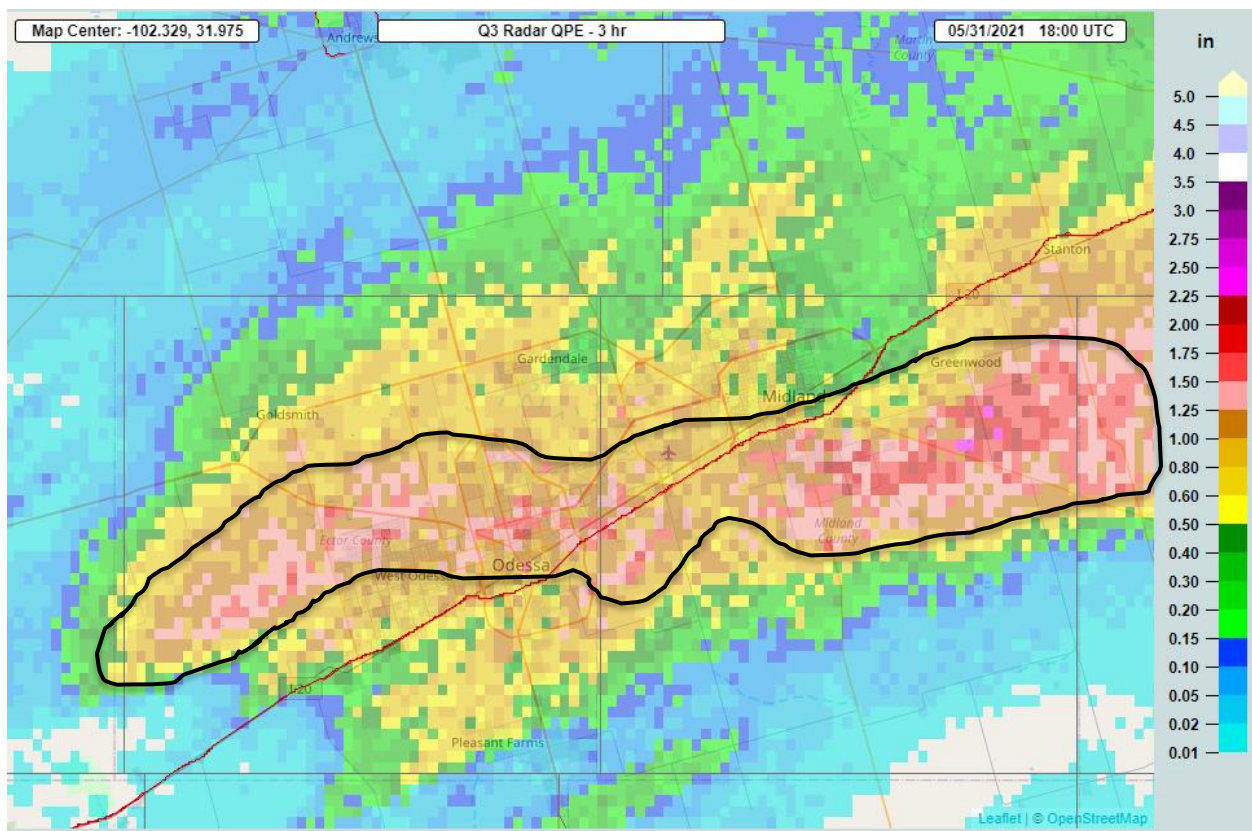 Map Center: -102.329, 31.975
Q3 Radar QPE - 3 hr
05/31/2021 18:00 UTC
in
Andrews
Martin
County
5.0
4.5
4.0
3.5
3.0
2.75
2.50
2.25
2.00
1.75
1.50
1.25
1.00
0.80
0.60
0.50
0.40
0.30
0.20
0.15
0.10
0.05
0.02
0.01
Stanton
I-20
Gardendale
Greenwood
Midland
Goldsmith
Midland
County
Ector County
Odessa
West Odessa
I-20
Pleasant Farms
Leaflet | © OpenStreetMap